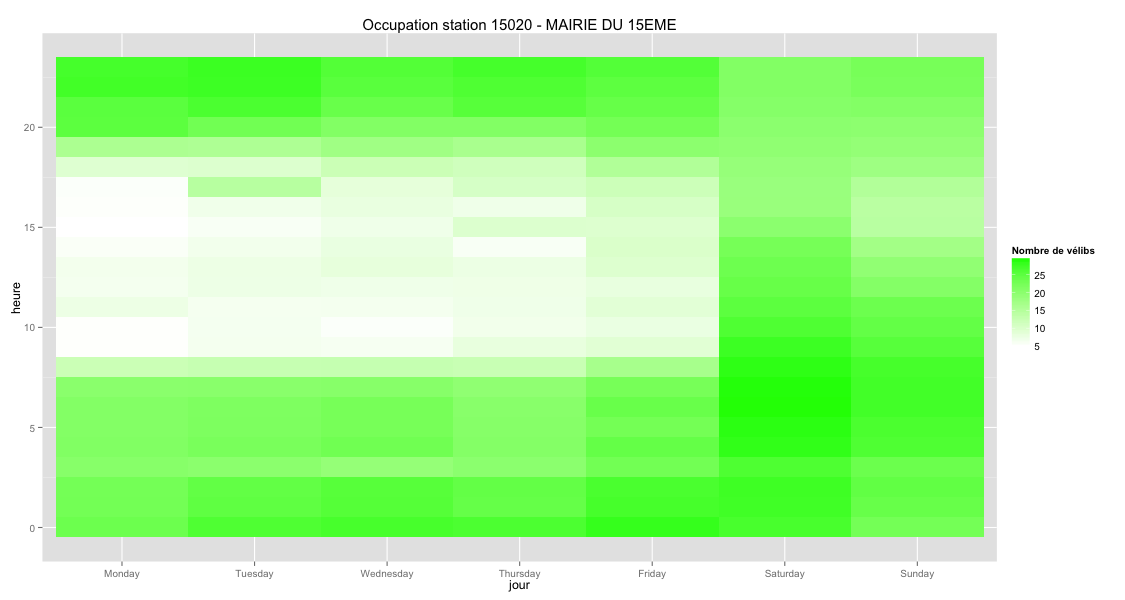 Occupation station 15020 - MAIRIE DU 15EME
heure
20
15
10
5
0
Monday Tuesday Wednesday Thursday Friday Saturday Sunday
jour
Nombre de vélibs
25
20
15
10
5